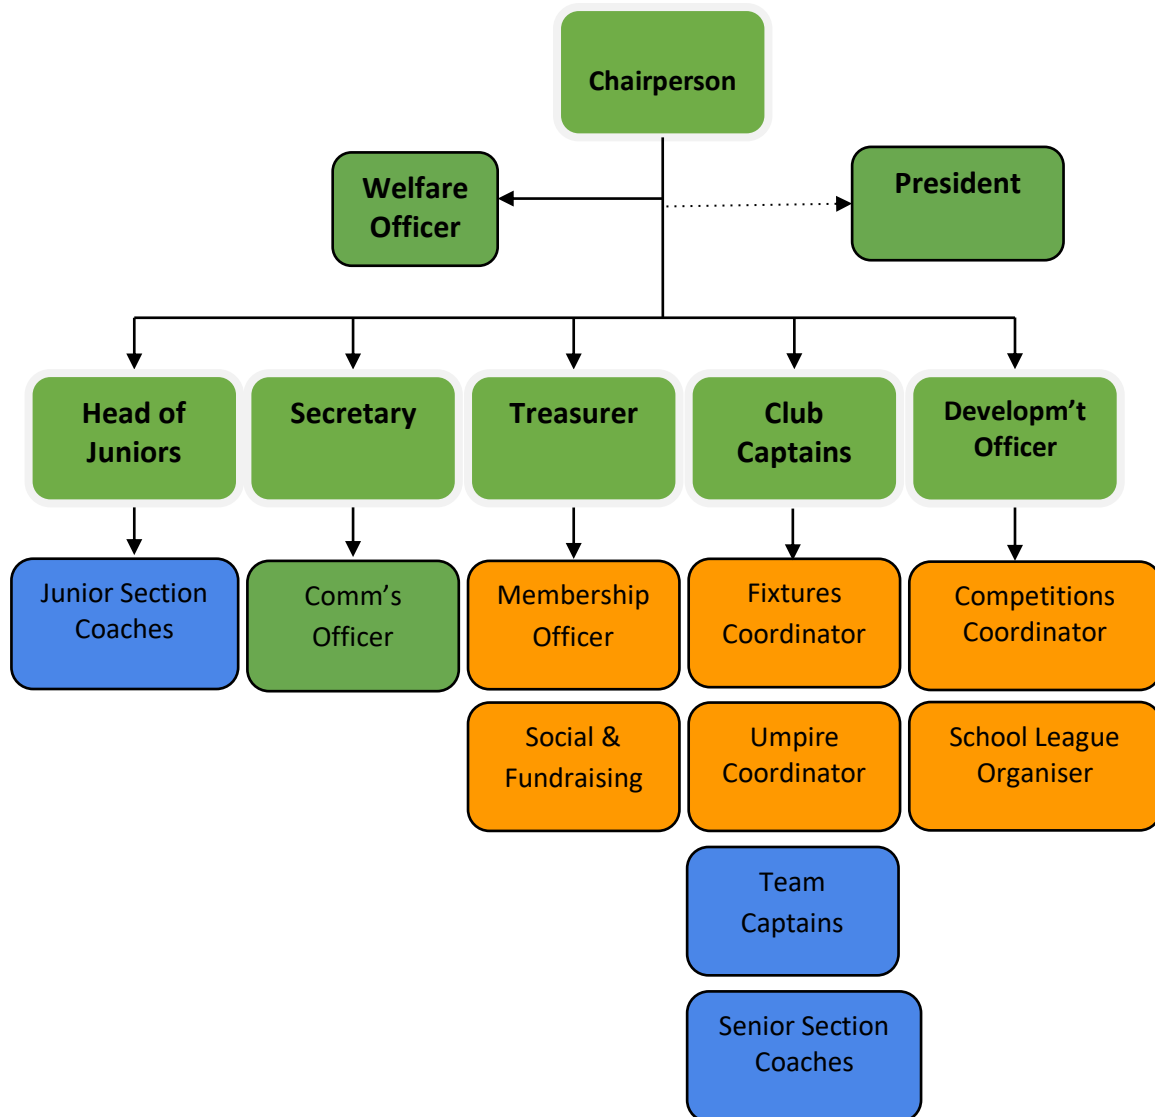 Chairperson
Welfare
Officer
President
Head of
Juniors
Secretary
Treasurer
Club
Captains
Developm't
Officer
Junior Section
Coaches
Comm's
Officer
Membership
Officer
Fixtures
Coordinator
Competitions
Coordinator
Social &
Fundraising
Umpire
Coordinator
School League
Organiser
Team
Captains
Senior Section
Coaches